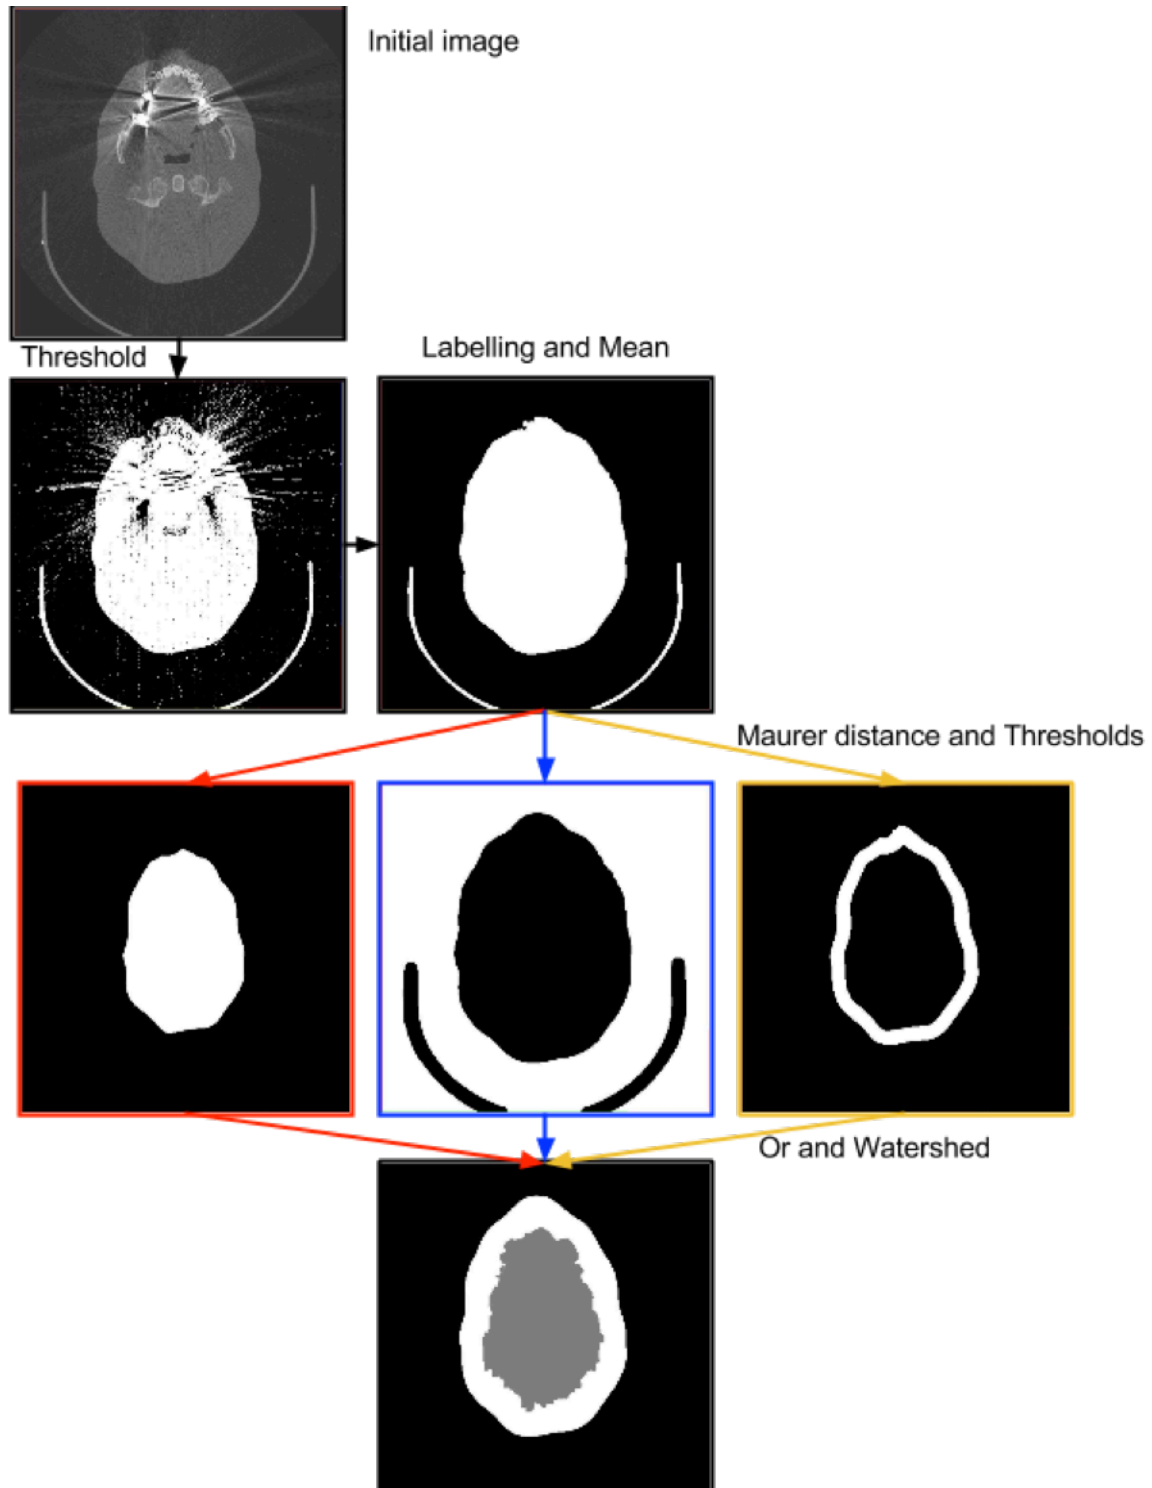 Initial image
Threshold
Labelling and Mean
Maurer distance and Thresholds
Or and Watershed